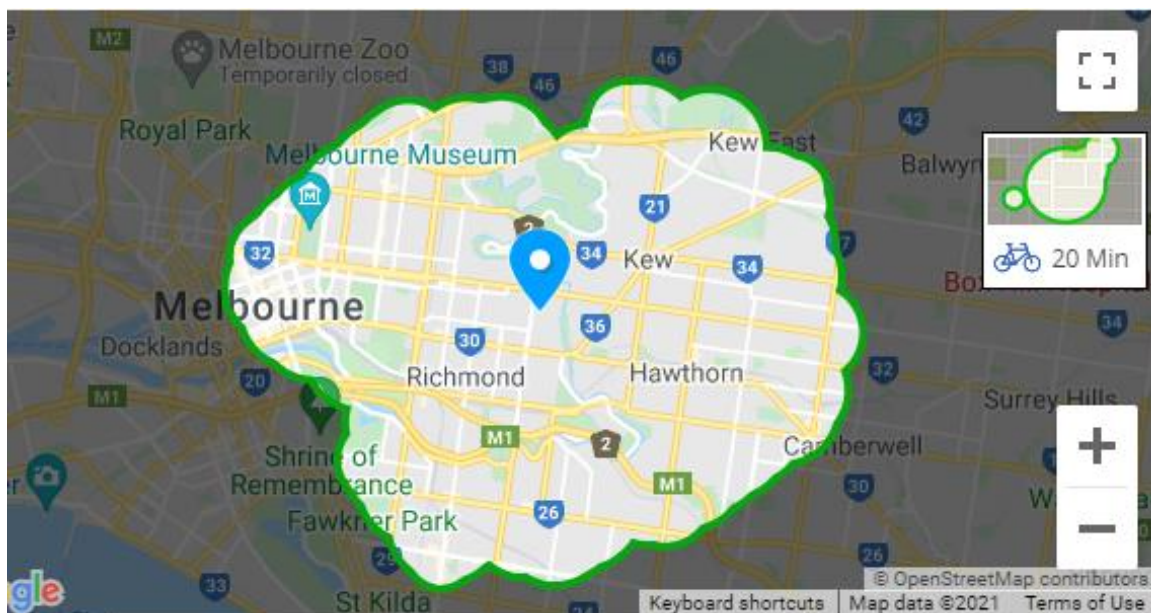 M2
Melbourne Zoo
Temporarily closed
38
46
46
Royal Park
42
Kew East
Melbourne Museum
Balwyn
21
2
32
34
Kew
34
20 Min
Melbourne
36
34
30
Docklands
Richmond
Hawthorn
32
20
M1
Surrey Hills
M1
2
Camberwell
Shrine of
Remembrance
M1
30
Fawkner Park
26
29
26
33
St Kilda
© OpenStreetMap contributors
Keyboard shortcuts
Map data ©2021
Terms of Use